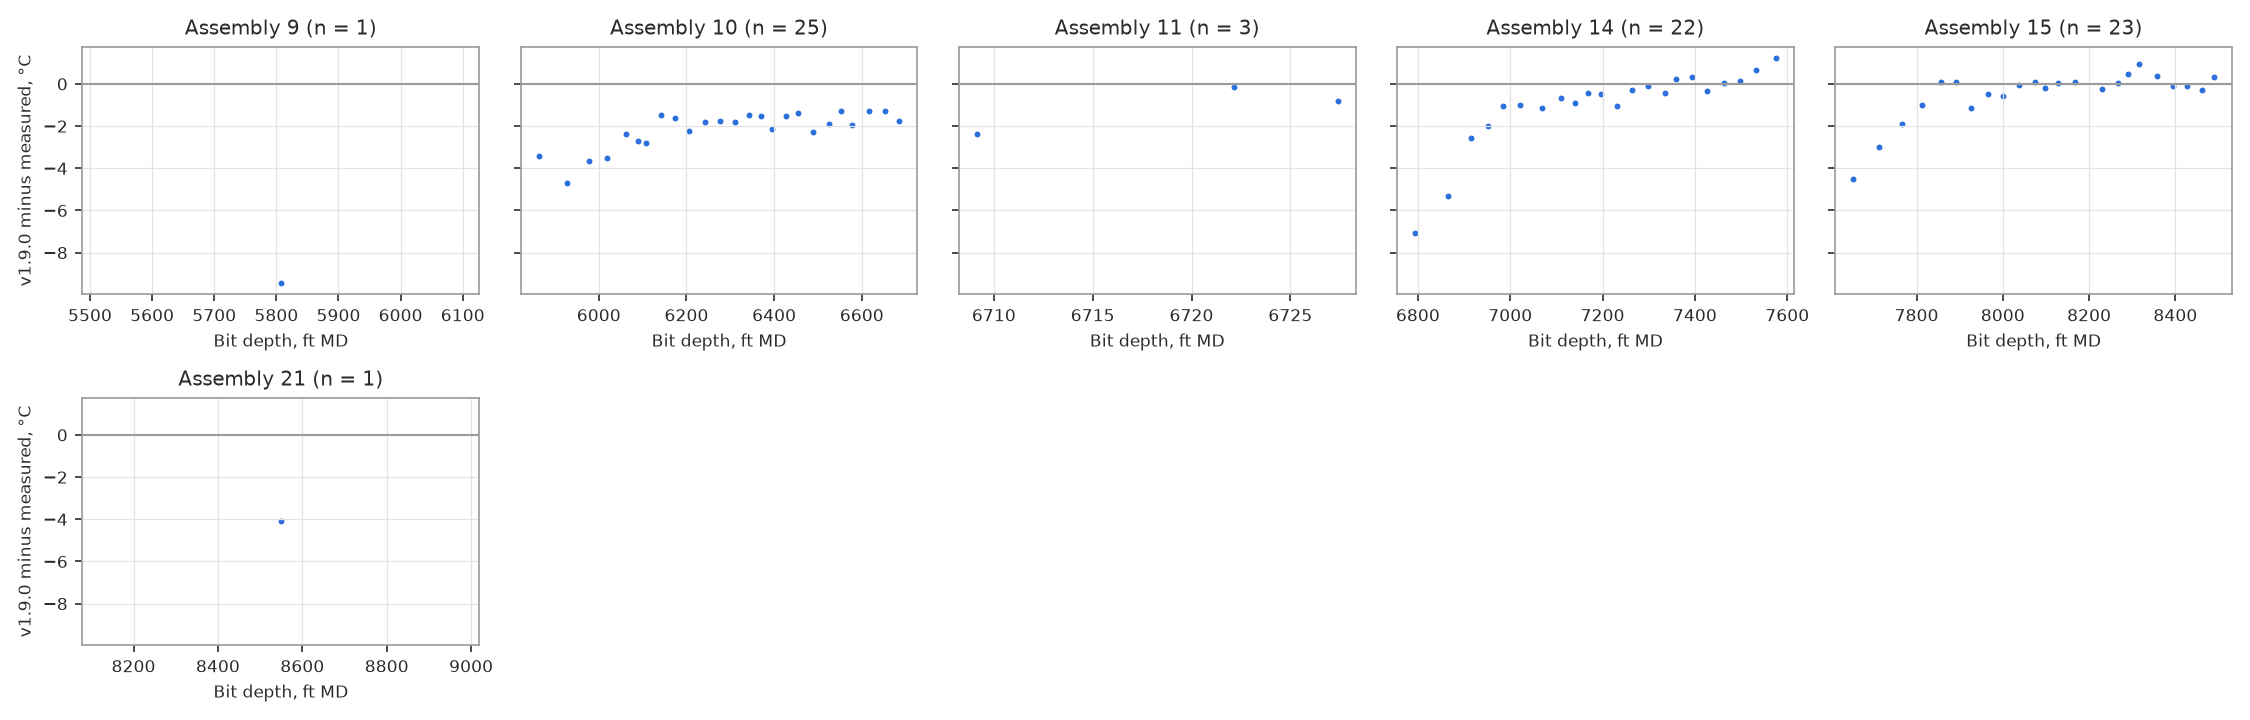 Assembly 9 (n = 1)
Assembly 10 (n = 25)
Assembly 11 (n = 3)
Assembly 14 (n = 22)
Assembly 15 (n = 23)
v1.9.0 minus measured, °C
0
−2
−4
−6
−8
5500 5600 5700 5800 5900 6000 6100
6000 6200 6400 6600
6710 6715 6720 6725
6800 7000 7200 7400 7600
7800 8000 8200 8400
Bit depth, ft MD
Bit depth, ft MD
Bit depth, ft MD
Bit depth, ft MD
Bit depth, ft MD
Assembly 21 (n = 1)
v1.9.0 minus measured, °C
0
−2
−4
−6
−8
8200 8400 8600 8800 9000
Bit depth, ft MD